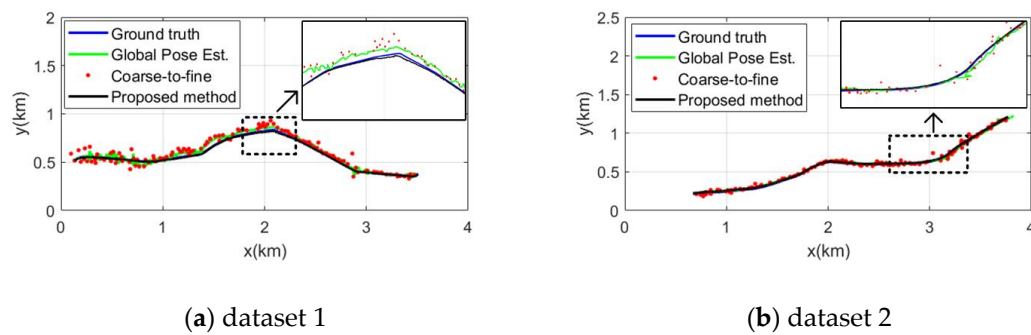 2
1.5
1
0.5
0
y(km)
Ground truth
Global Pose Est.
Coarse-to-fine
Proposed method
0 1 2 3 4
x(km)
(a) dataset 1
2.5
2
1.5
1
0.5
0
y(km)
Ground truth
Global Pose Est.
Coarse-to-fine
Proposed method
0 1 2 3 4
x(km)
(b) dataset 2